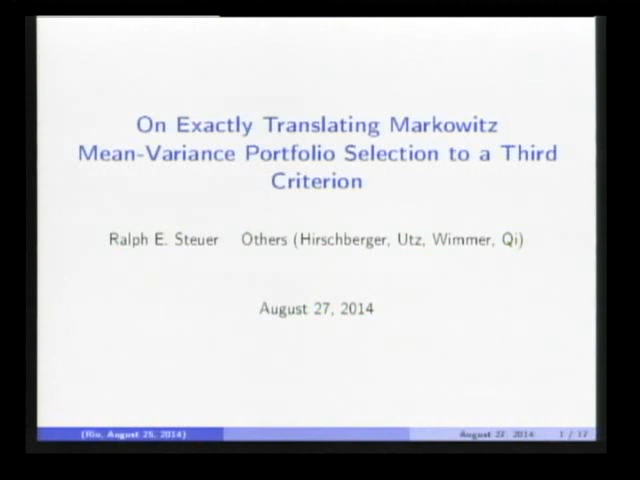 On Exactly Translating Markowitz
Mean-Variance Portfolio Selection to a Third
Criterion
Ralph E. Steuer Others (Hirschberger, Utz, Wimmer, Qi)
August 27, 2014
(Rio, August 25, 2014) August 27, 2014 1 / 17